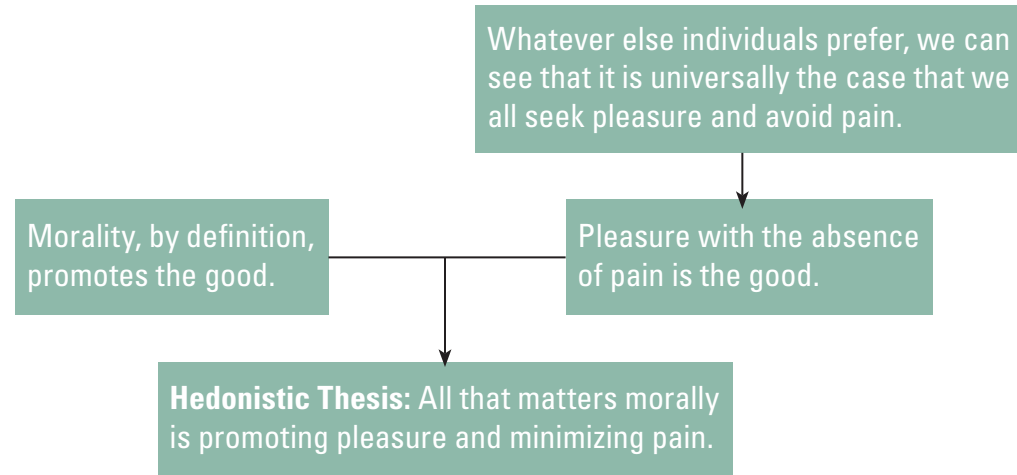 Whatever else individuals prefer, we can
see that it is universally the case that we
all seek pleasure and avoid pain.
Morality, by definition,
promotes the good.
Pleasure with the absence
of pain is the good.
Hedonistic Thesis: All that matters morally
is promoting pleasure and minimizing pain.